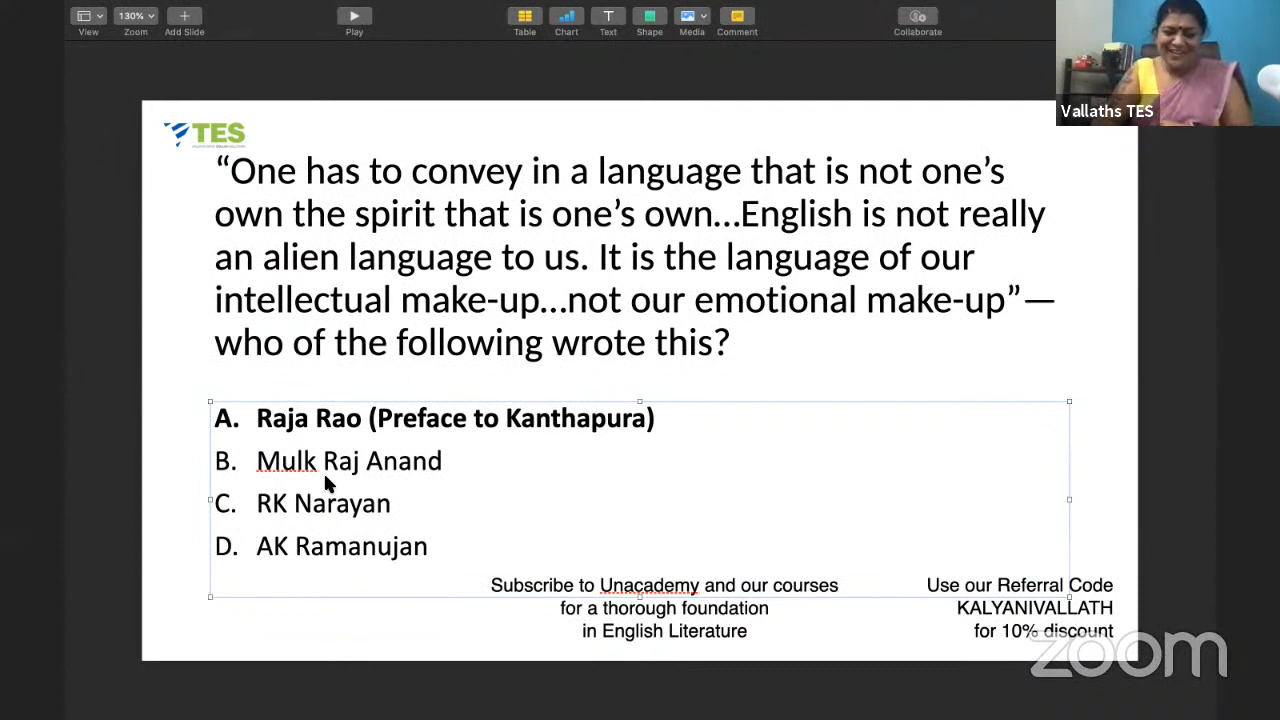 View
130%
Zoom
Add Slide
Play
Table
Chart
T
Text
Shape
Media
Comment
Collaborate
Vallaths TES
TES
“One has to convey in a language that is not one’s
own the spirit that is one’s own...English is not really
an alien language to us. It is the language of our
intellectual make-up...not our emotional make-up”—
who of the following wrote this?
A. Raja Rao (Preface to Kanthapura)
B. Mulk Raj Anand
C. RK Narayan
D. AK Ramanujan
Subscribe to Unacademy and our courses
for a thorough foundation
in English Literature
Use our Referral Code
KALYANIVALLATH
for 10% discount
zoom